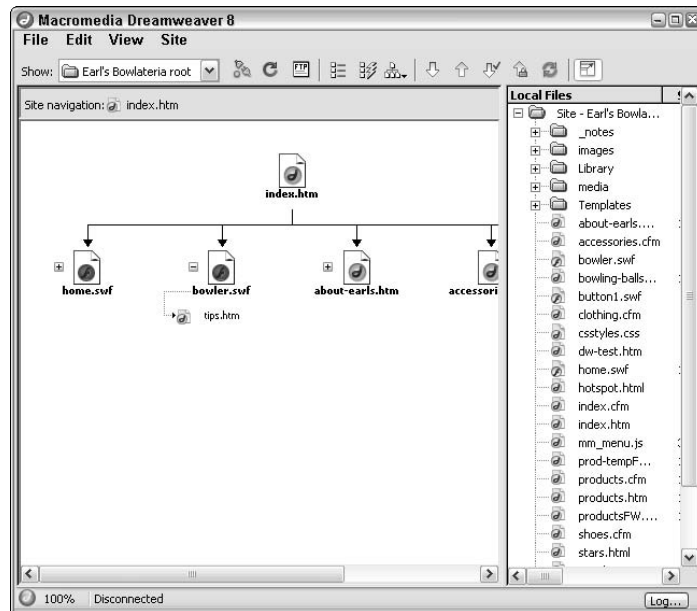 Macromedia Dreamweaver 8
File Edit View Site
Show: Earl's Bowlateria root
FTP
Site navigation: index.htm
index.htm
home.swf bowler.swf about-earls.htm accessori
tips.htm
Local Files
Site - Earl's Bowla...
_notes
images
Library
media
Templates
about-earls....
accessories.cfm
bowler.swf
bowling-balls...
button1.swf
clothing.cfm
csstyles.css
dw-test.htm
home.swf
hotspot.html
index.cfm
index.htm
mm_menu.js
prod-tempF...
products.cfm
products.htm
productsFW....
shoes.cfm
stars.html
100% Disconnected
Log...